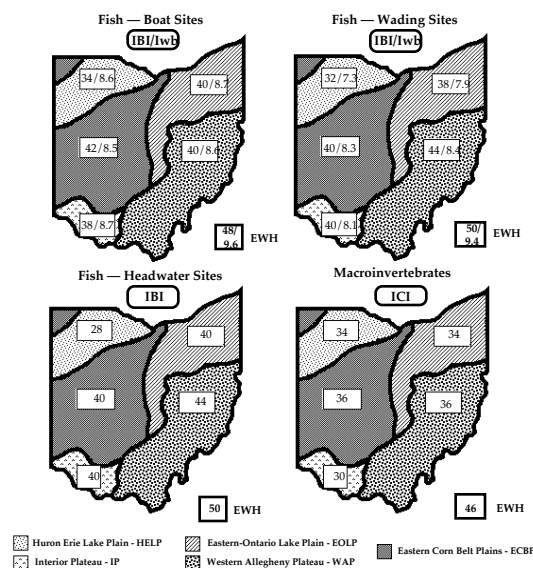 Fish — Boat Sites
IBI/Iwb
34/8.6
40/8.7
42/8.5
40/8.6
38/8.7
48/
9.6
EWH
Fish — Wading Sites
IBI/Iwb
32/7.3
38/7.9
40/8.3
44/8.4
40/8.1
50/
9.4
EWH
Fish — Headwater Sites
IBI
28
40
40
44
40
50
EWH
Macroinvertebrates
ICI
34
34
36
36
30
46
EWH
Huron Erie Lake Plain - HELP
Interior Plateau - IP
Eastern-Ontario Lake Plain - EOLP
Western Allegheny Plateau - WAP
Eastern Corn Belt Plains - ECBP